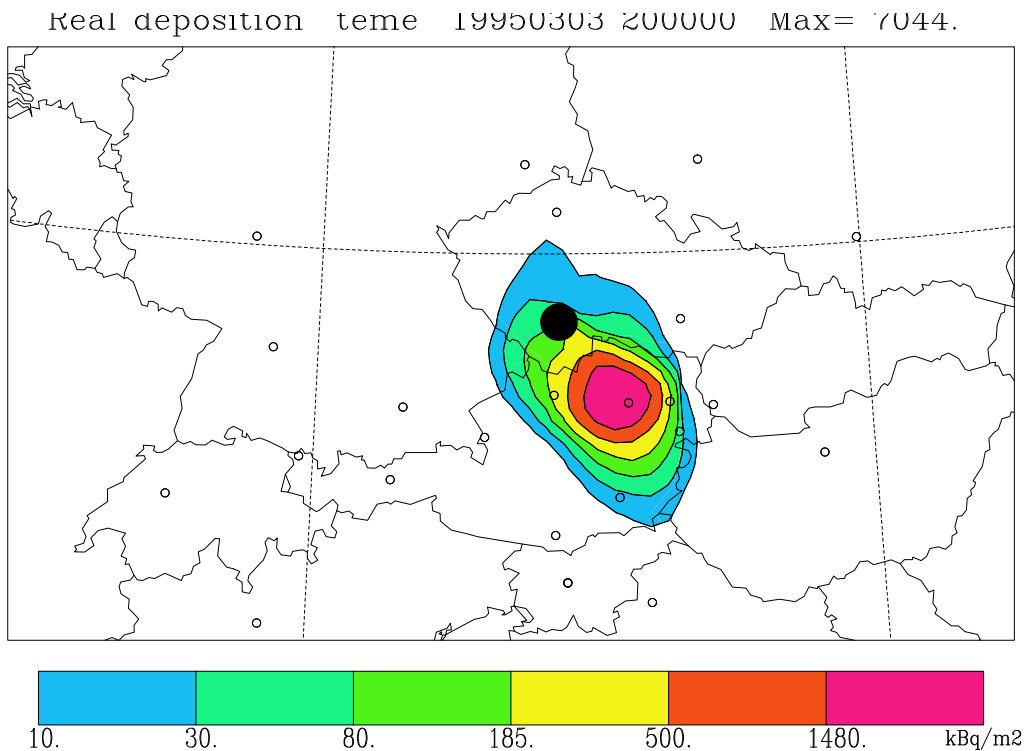 Real deposition teme 19950303 200000 Max= 7044.
10. 30. 80. 185. 500. 1480. kBq/m2